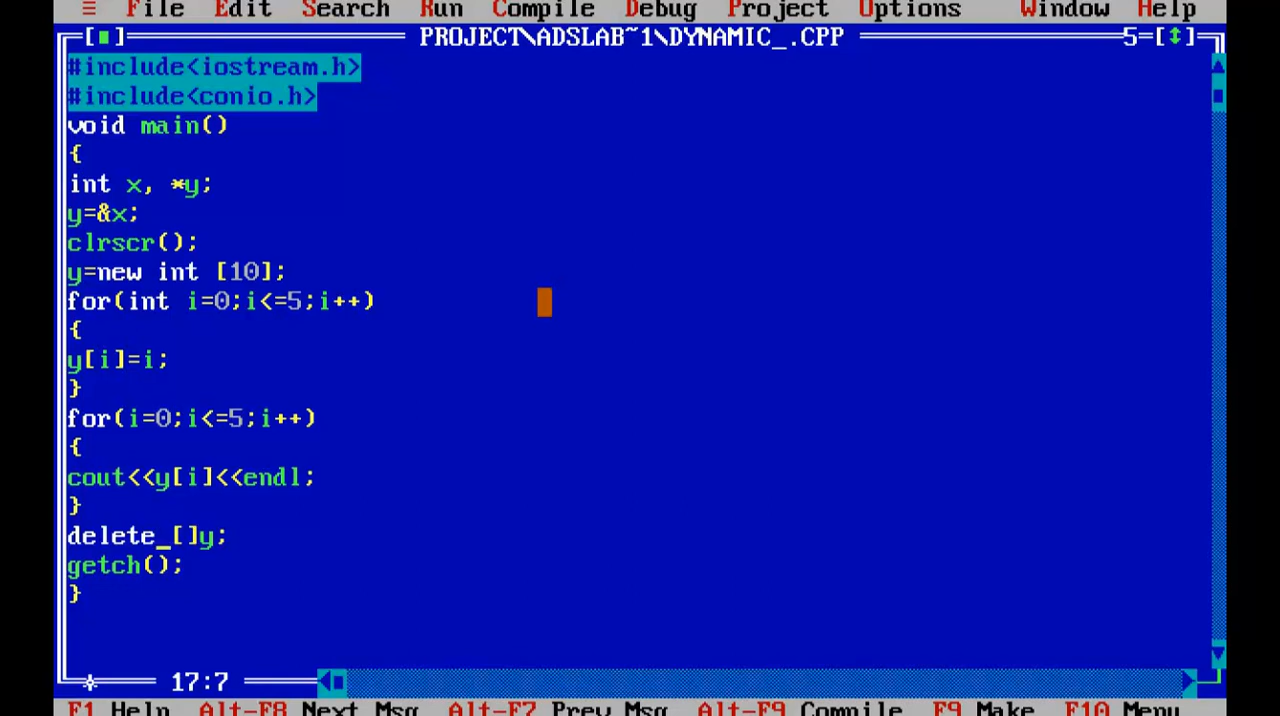 ≡ File Edit Search Run Compile Debug Project Options Window Help
[■] PROJECT\ADSLAB~1\DYNAMIC_.CPP 5=[↕]
#include<iostream.h>
#include<conio.h>
void main()
{
int x, *y;
y=&x;
clrscr();
y=new int [10];
for(int i=0;i<=5;i++)
{
y[i]=i;
}
for(i=0;i<=5;i++)
{
cout<<y[i]<<endl;
}
delete []y;
getch();
}
17:7
F1 Help Alt-F8 Next Msg Alt-F7 Prev Msg Alt-F9 Compile F9 Make F10 Menu